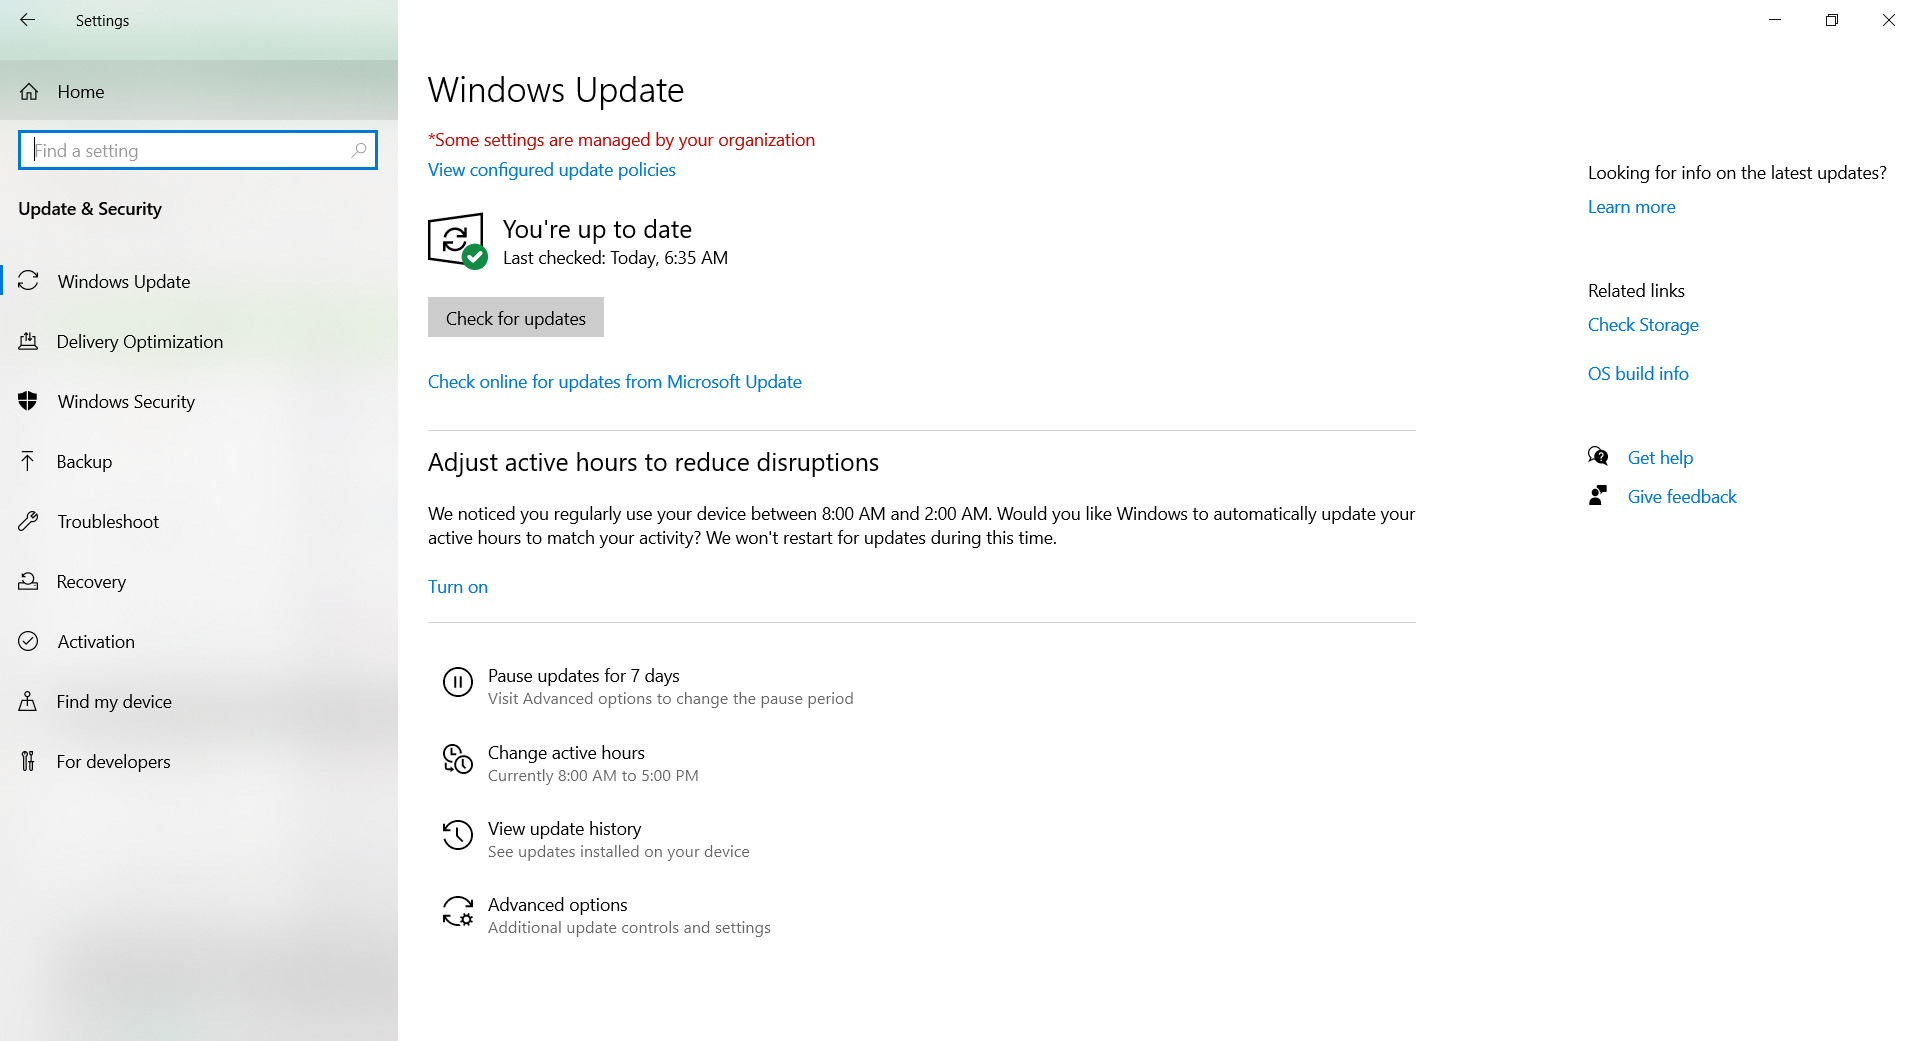 Settings
Home
Find a setting
Update & Security
Windows Update
Delivery Optimization
Windows Security
Backup
Troubleshoot
Recovery
Activation
Find my device
For developers
Windows Update
*Some settings are managed by your organization
View configured update policies
You're up to date
Last checked: Today, 6:35 AM
Check for updates
Check online for updates from Microsoft Update
Adjust active hours to reduce disruptions
We noticed you regularly use your device between 8:00 AM and 2:00 AM. Would you like Windows to automatically update your
active hours to match your activity? We won't restart for updates during this time.
Turn on
Pause updates for 7 days
Visit Advanced options to change the pause period
Change active hours
Currently 8:00 AM to 5:00 PM
View update history
See updates installed on your device
Advanced options
Additional update controls and settings
Looking for info on the latest updates?
Learn more
Related links
Check Storage
OS build info
Get help
Give feedback